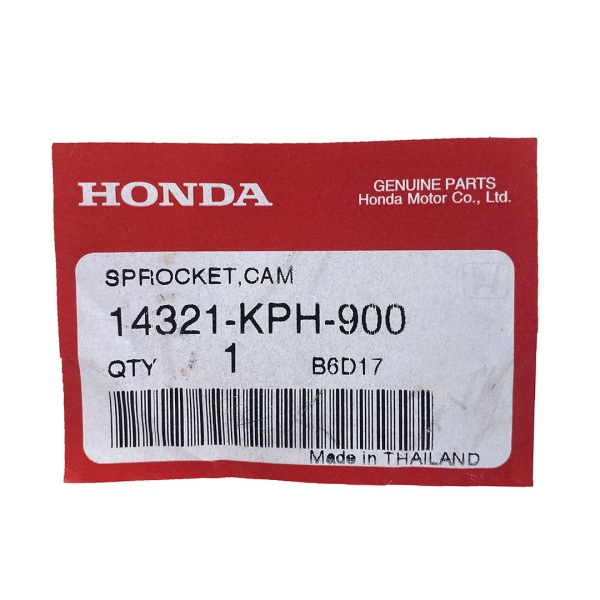 HONDA
GENUINE PARTS
Honda Motor Co., Ltd.
SPROCKET,CAM
14321-KPH-900
QTY 1 B6D17
Made in THAILAND